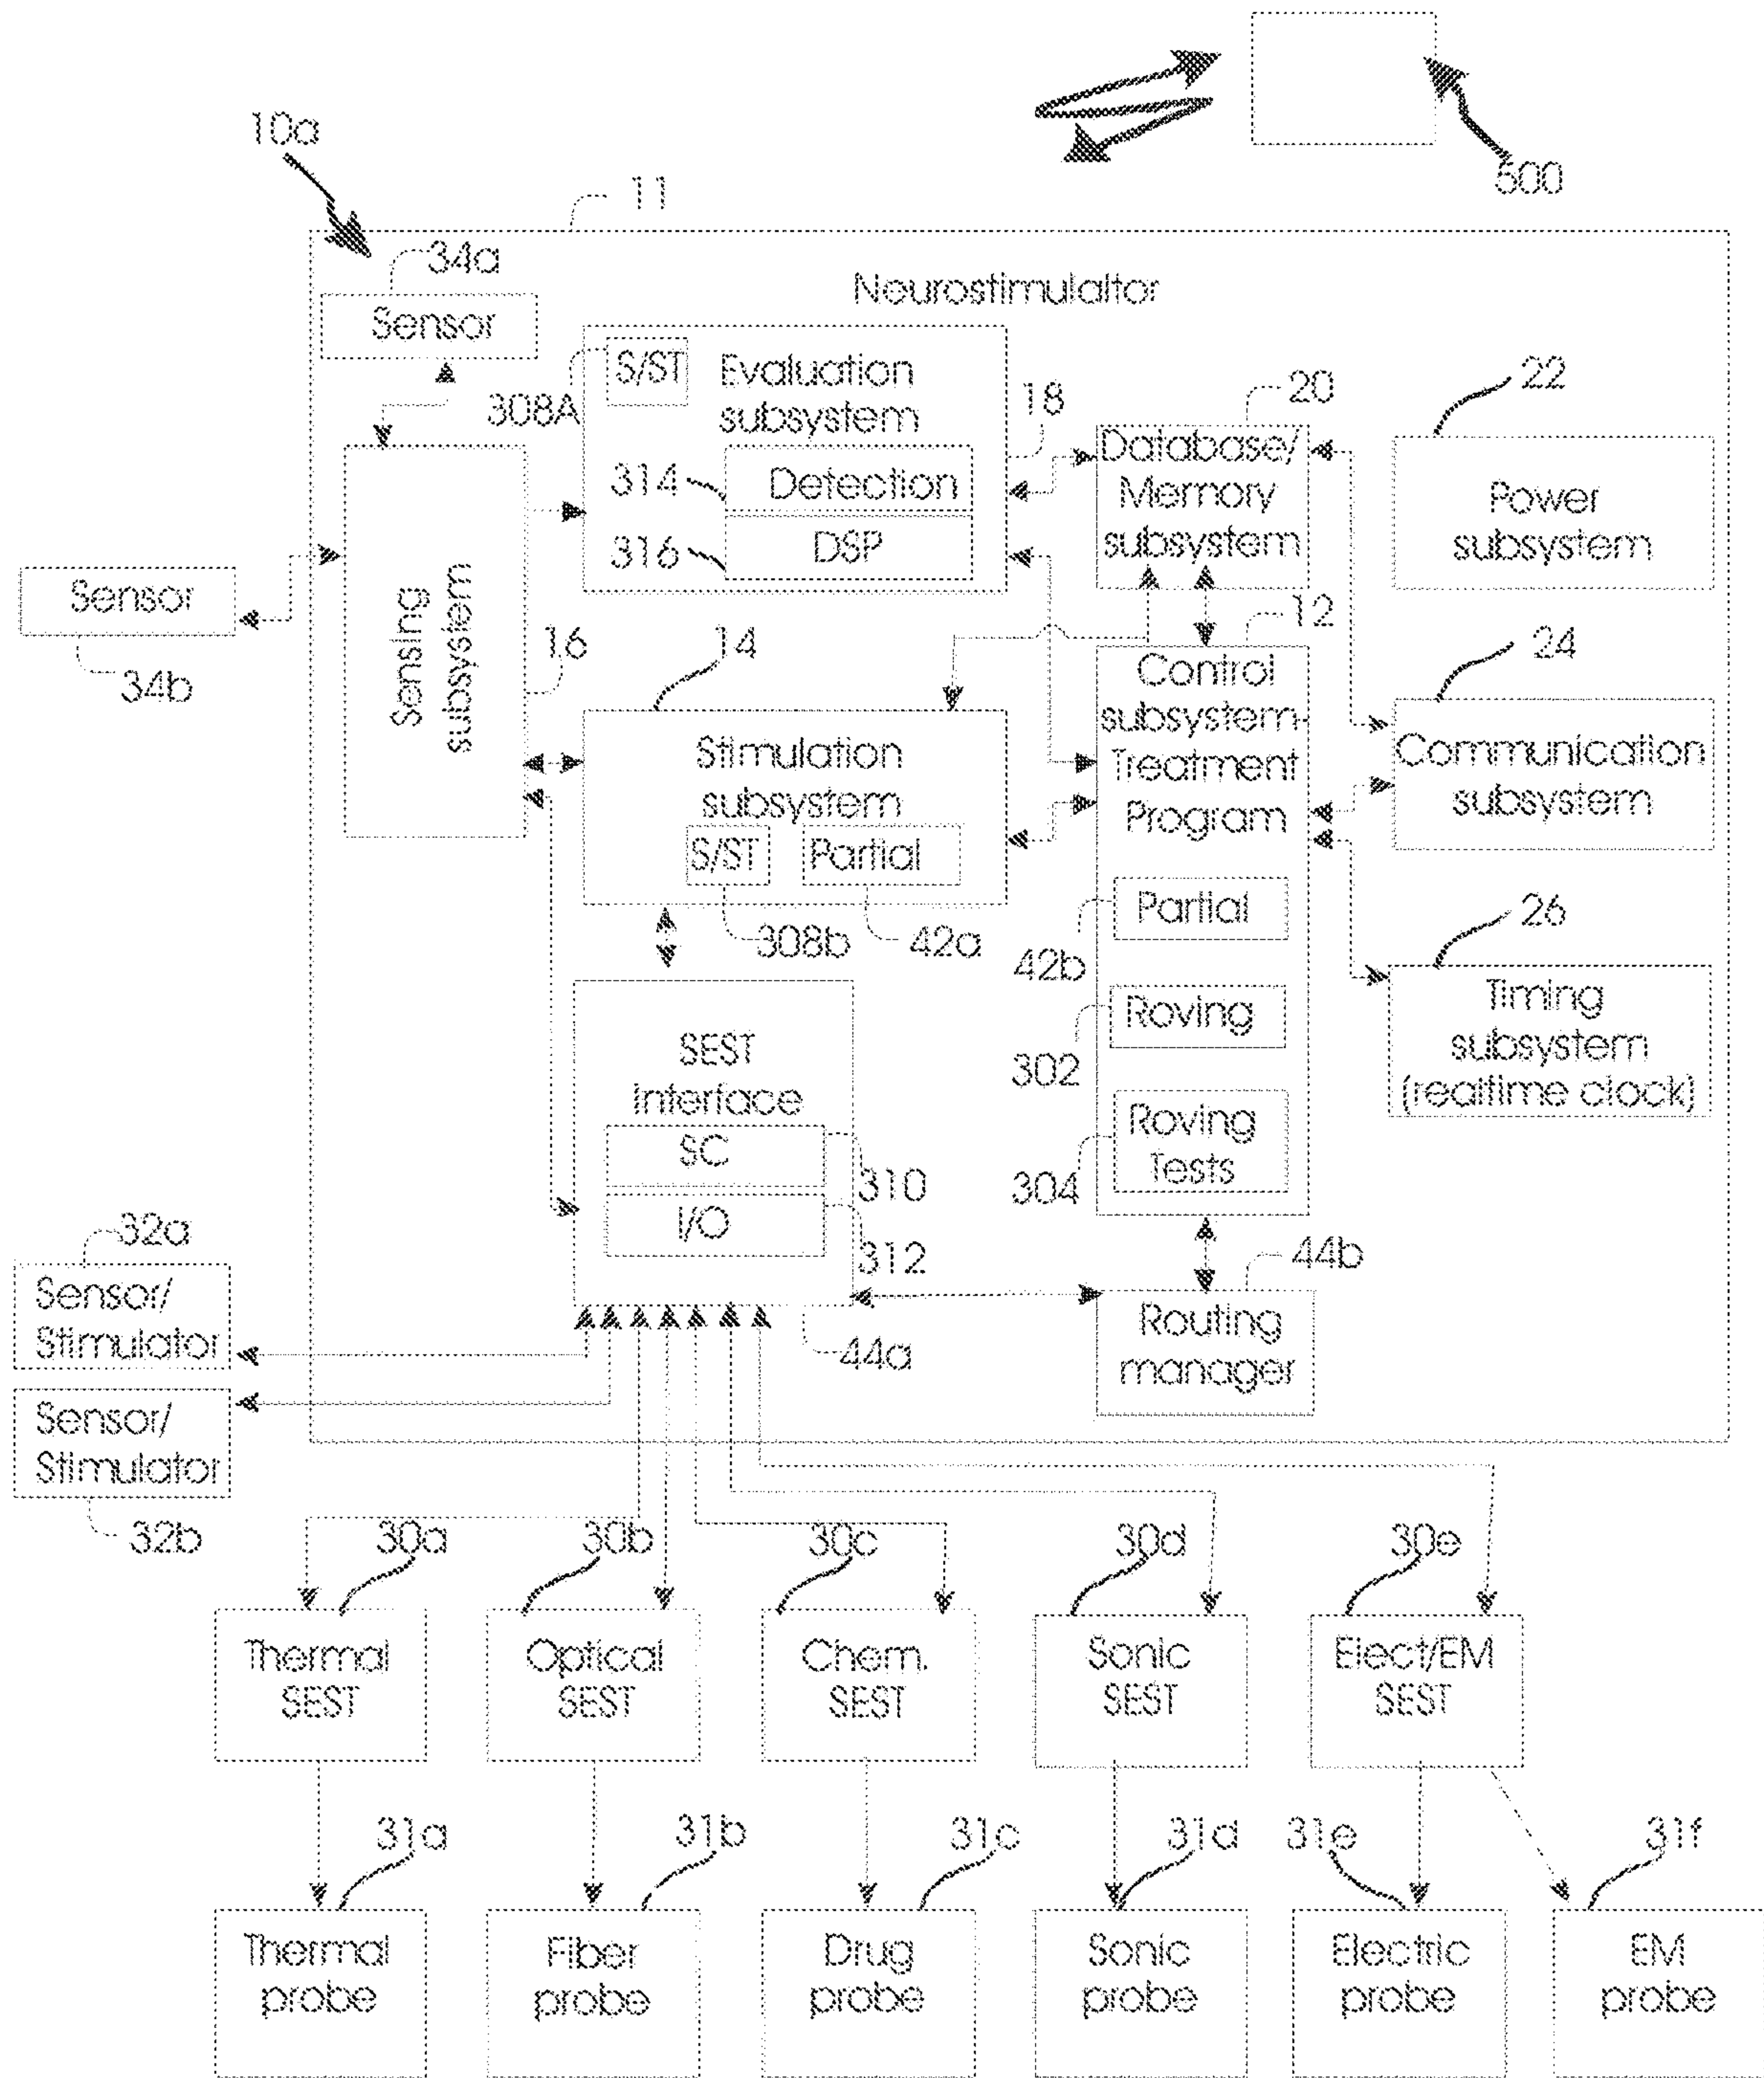 10a
11
500
34a
Neurostimulaltor
Sensor
S/ST
Evaluation
subsystem
308A
18
20
22
314
Detection
316
DSP
Database/
Memory
subsystem
Power
subsystem
Sensor
34b
Sensing
subsystem
16
14
12
24
Stimulation
subsystem
S/ST
Partial
308b
42a
Control
subsystem-
Treatment
Program
Communication
subsystem
Partial
42b
26
Roving
302
Timing
subsystem
(realtime clock)
Roving
Tests
304
SEST
Interface
SC
310
I/O
312
32a
Sensor/
Stimulator
44b
Routing
manager
44a
Sensor/
Stimulator
32b
30a
30b
30c
30d
30e
Thermal
SEST
Optical
SEST
Chem.
SEST
Sonic
SEST
Elect/EM
SEST
31a
31b
31c
31d
31e
31f
Thermal
probe
Fiber
probe
Drug
probe
Sonic
probe
Electric
probe
EM
probe